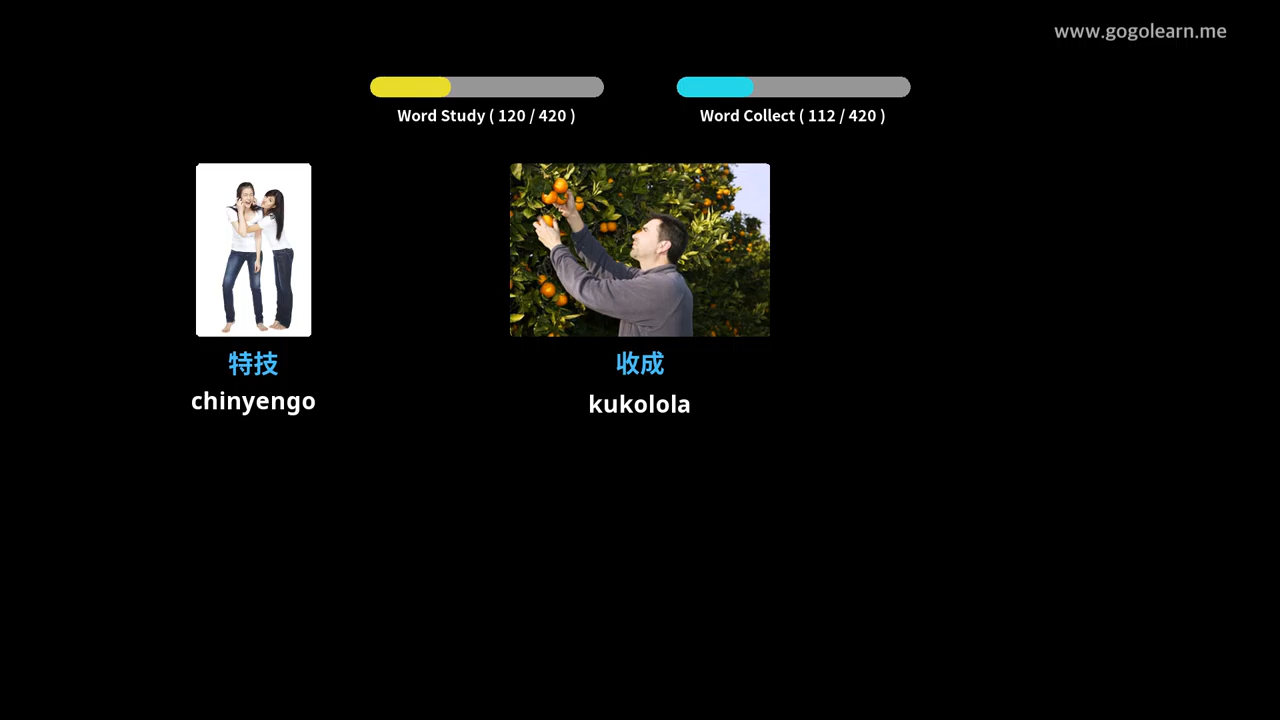 www.gogolearn.me
Word Study ( 120 / 420 )
Word Collect ( 112 / 420 )
特技
chinyengo
收成
kukolola